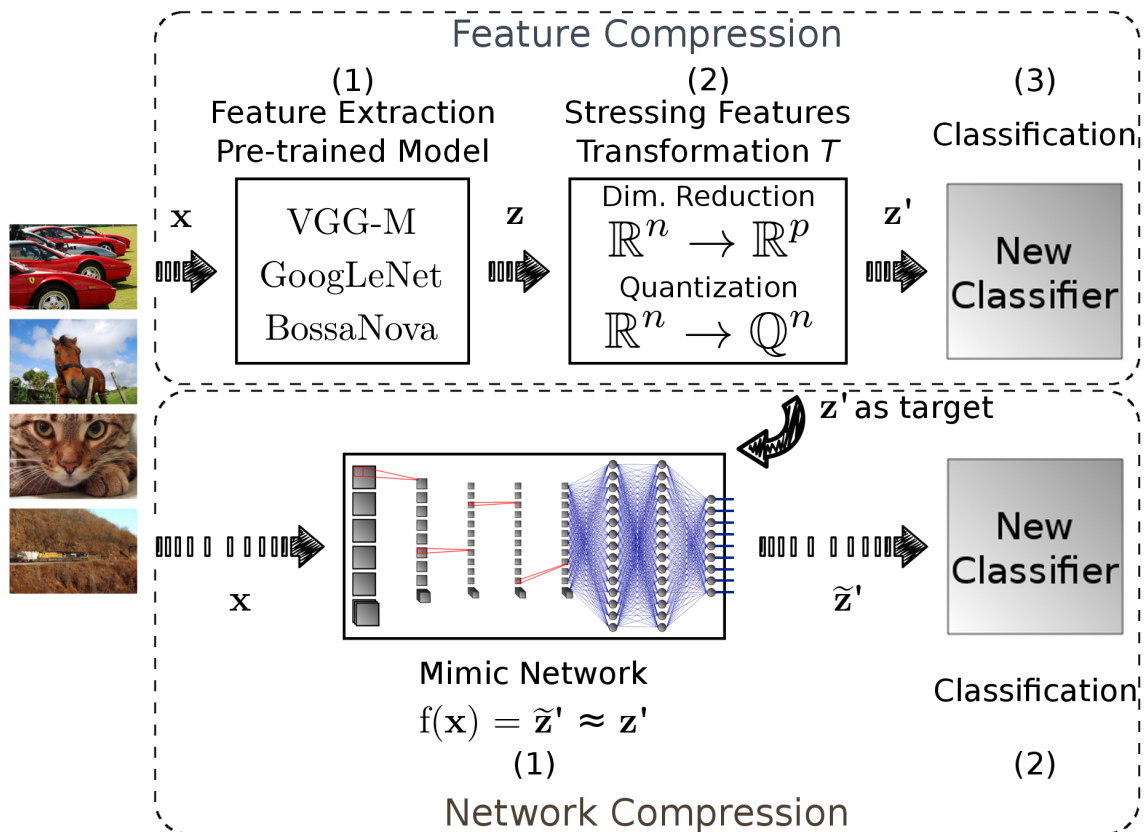 Feature Compression
(1)
Feature Extraction
Pre-trained Model
x
VGG-M
GoogLeNet
BossaNova
z
(2)
Stressing Features
Transformation T
Dim. Reduction
ℝⁿ → ℝᵖ
Quantization
ℝⁿ → ℚⁿ
z'
(3)
Classification
New
Classifier
z' as target
x
Mimic Network
f(x) = z̃' ≈ z'
(1)
z̃'
New
Classifier
Classification
(2)
Network Compression